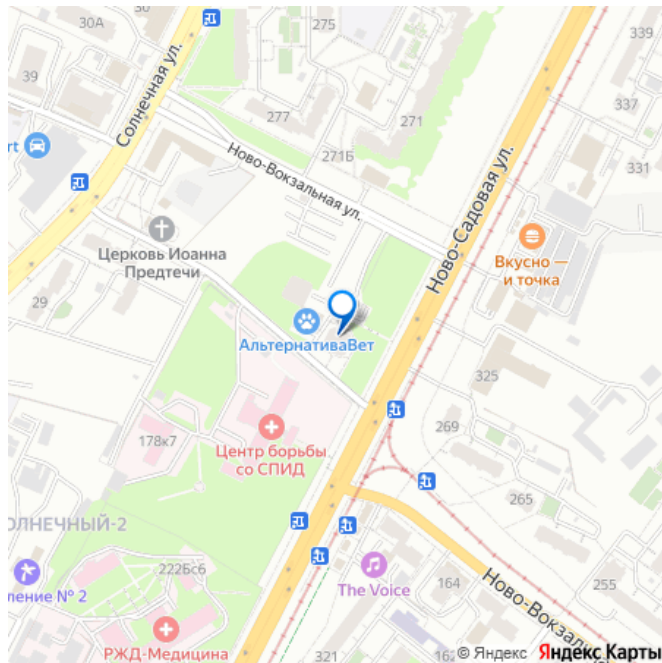 30А
30
275
339
39
Солнечная ул.
277
271
337
rt
271Б
Ново-Вокзальная ул.
331
Ново-Садовая ул.
Церковь Иоанна
Предтечи
Вкусно —
и точка
29
АльтернативаВет
325
178к7
269
Центр борьбы
со СПИД
265
ОЛНЕЧНЫЙ-2
222Бс6
ление № 2
The Voice
164
255
Ново-Вокзальн
РЖД-Медицина
321
162
© Яндекс Яндекс Карты